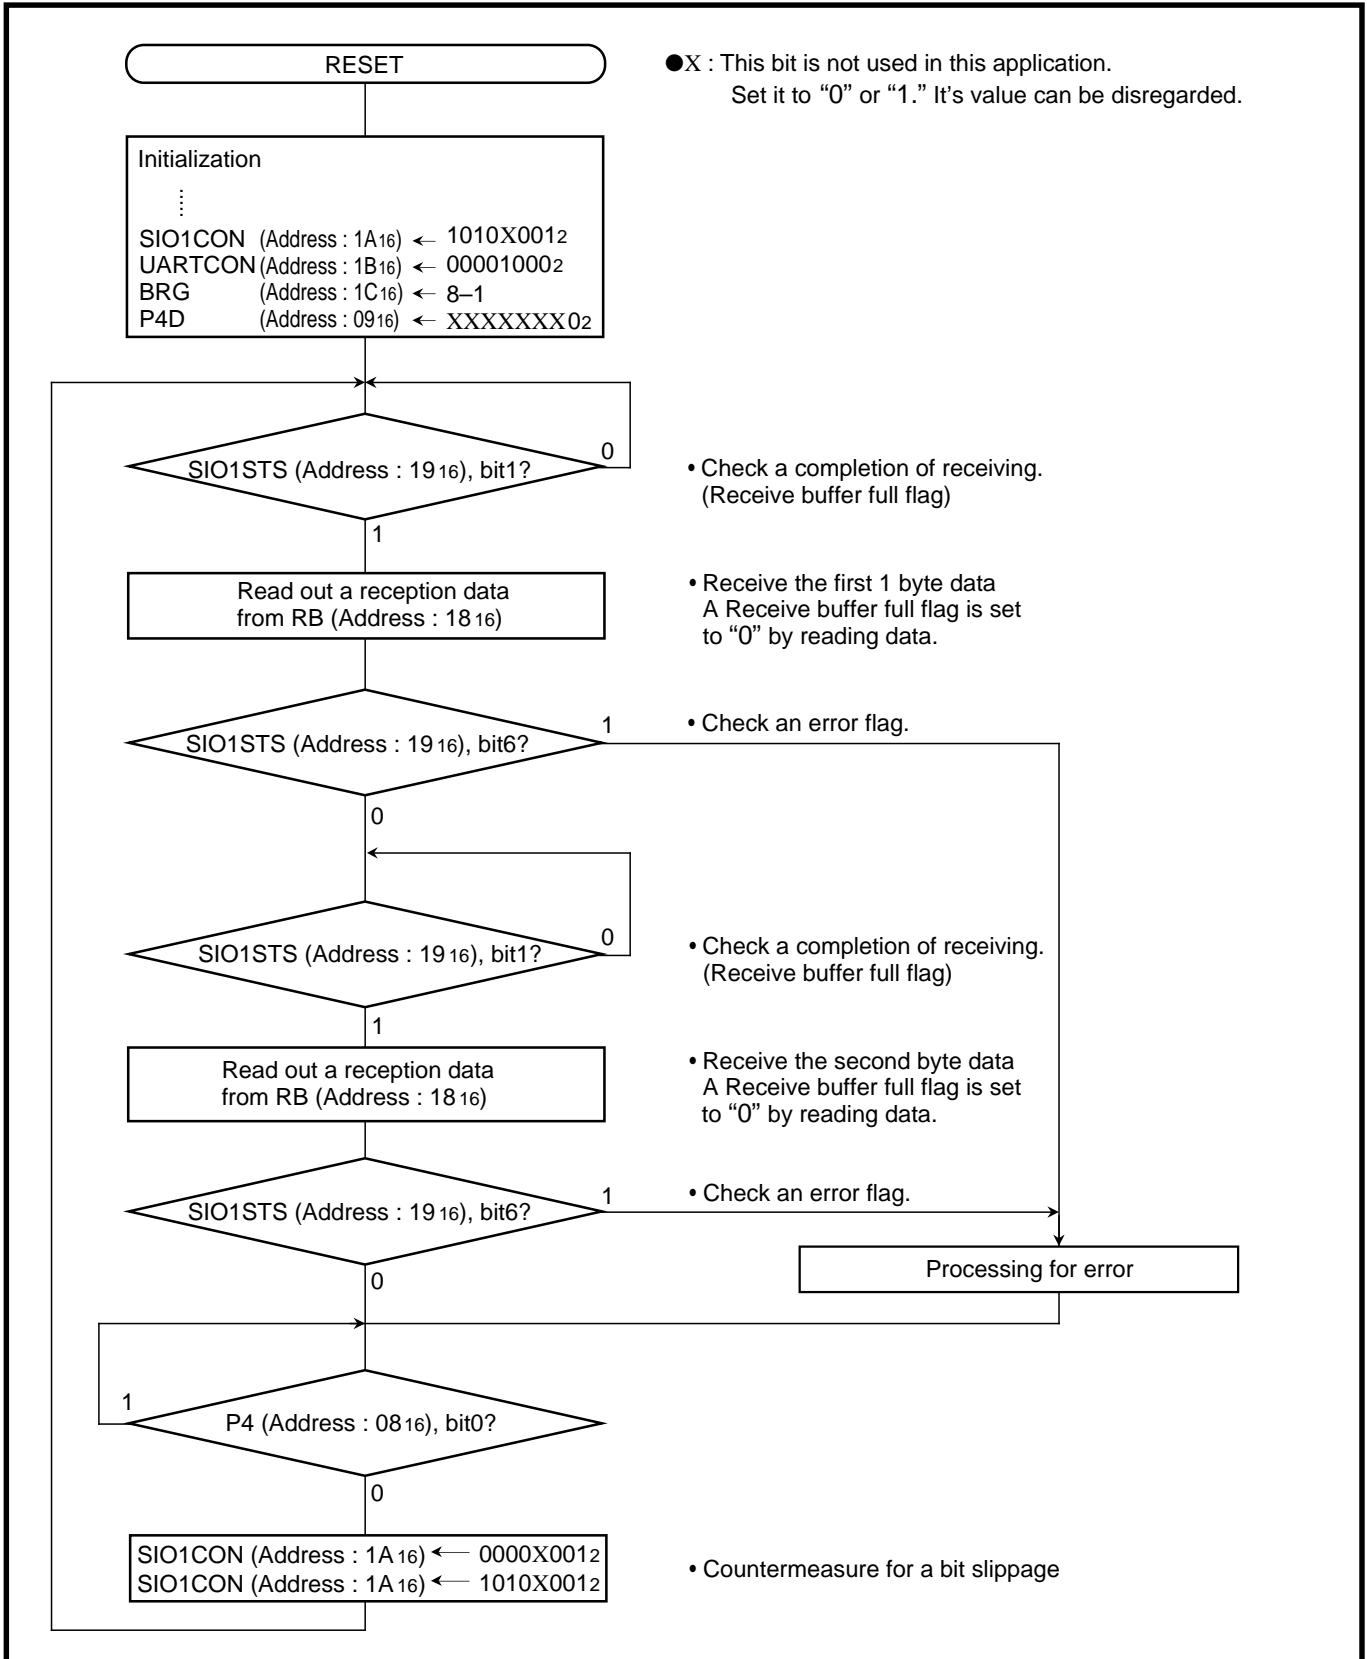 RESET
●X : This bit is not used in this application.
Set it to “0” or “1.” It’s value can be disregarded.
Initialization
SIO1CON (Address : 1A16) ← 1010X0012
UARTCON (Address : 1B16) ← 000010002
BRG (Address : 1C16) ← 8–1
P4D (Address : 0916) ← XXXXXXX02
0
SIO1STS (Address : 1916), bit1?
• Check a completion of receiving.
(Receive buffer full flag)
1
Read out a reception data
from RB (Address : 1816)
• Receive the first 1 byte data
A Receive buffer full flag is set
to “0” by reading data.
SIO1STS (Address : 1916), bit6?
1
• Check an error flag.
0
SIO1STS (Address : 1916), bit1?
0
• Check a completion of receiving.
(Receive buffer full flag)
1
Read out a reception data
from RB (Address : 1816)
• Receive the second byte data
A Receive buffer full flag is set
to “0” by reading data.
SIO1STS (Address : 1916), bit6?
1
• Check an error flag.
0
Processing for error
1
P4 (Address : 0816), bit0?
0
SIO1CON (Address : 1A16) ← 0000X0012
SIO1CON (Address : 1A16) ← 1010X0012
• Countermeasure for a bit slippage